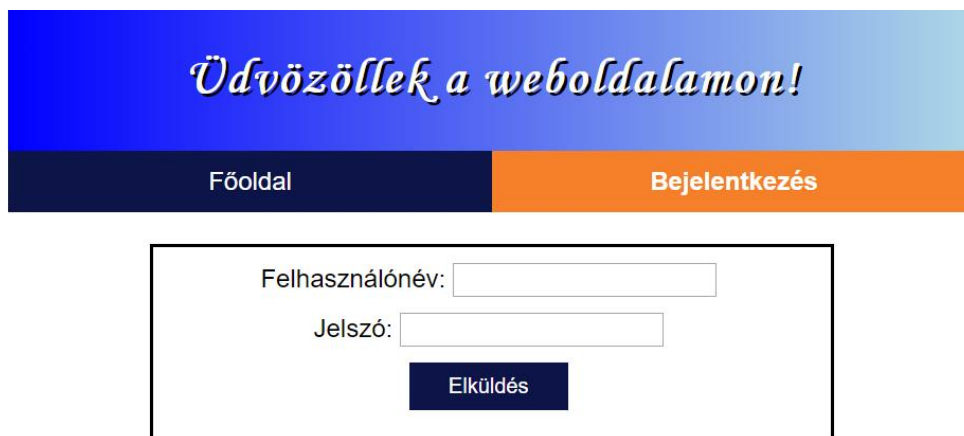 Üdvözöllek a weboldalamon!
Főoldal Bejelentkezés
Felhasználónév:
Jelszó:
Elküldés